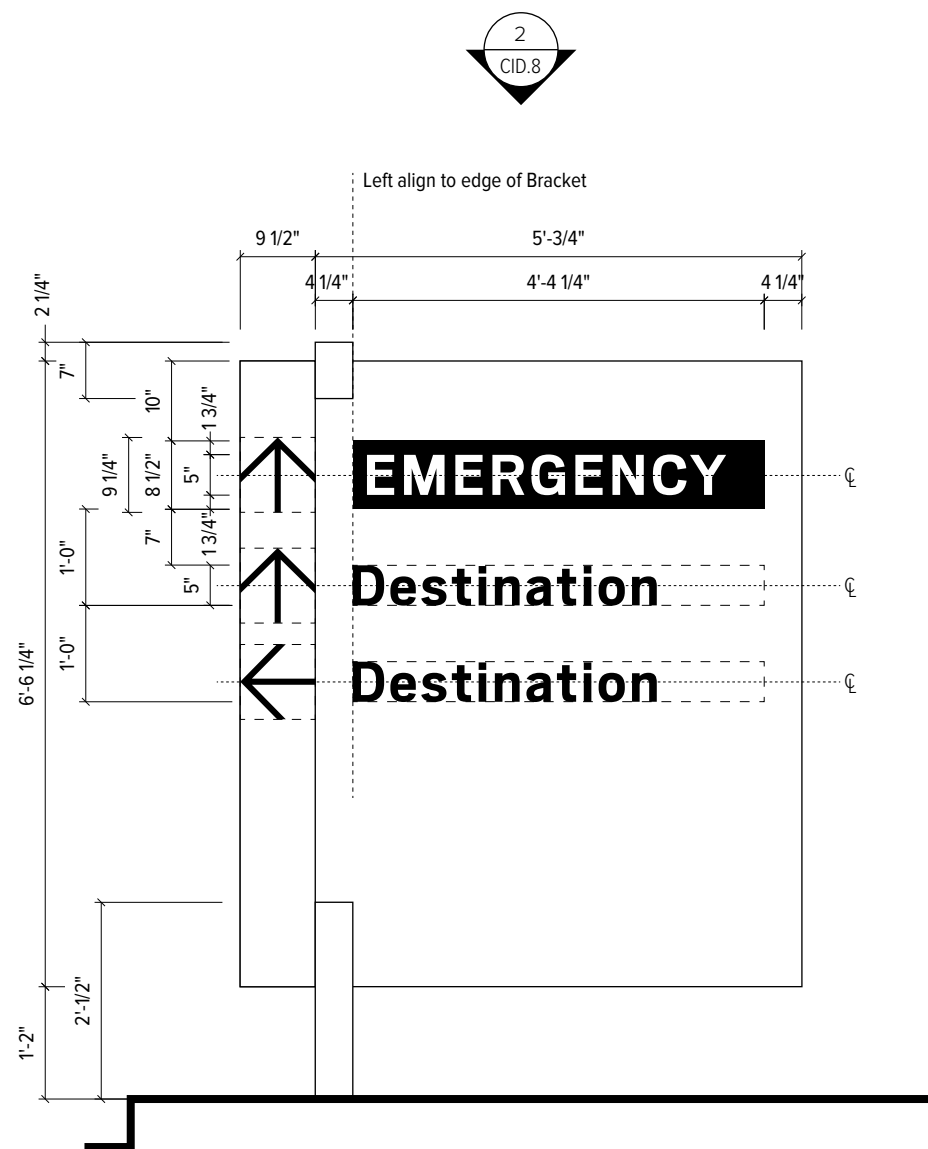 2
CID.8
Left align to edge of Bracket
9 1/2"
5'-3/4"
4 1/4"
4'-4 1/4"
4 1/4"
2 1/4"
7"
10"
1 3/4"
9 1/4"
8 1/2"
5"
EMERGENCY
CL
7"
1 3/4"
1'-0"
5"
Destination
CL
1'-0"
Destination
CL
6'-6 1/4"
2'-1/2"
1'-2"